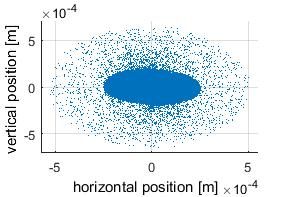 ×10⁻⁴
5
0
-5
vertical position [m]
-5 0 5
horizontal position [m] ×10⁻⁴